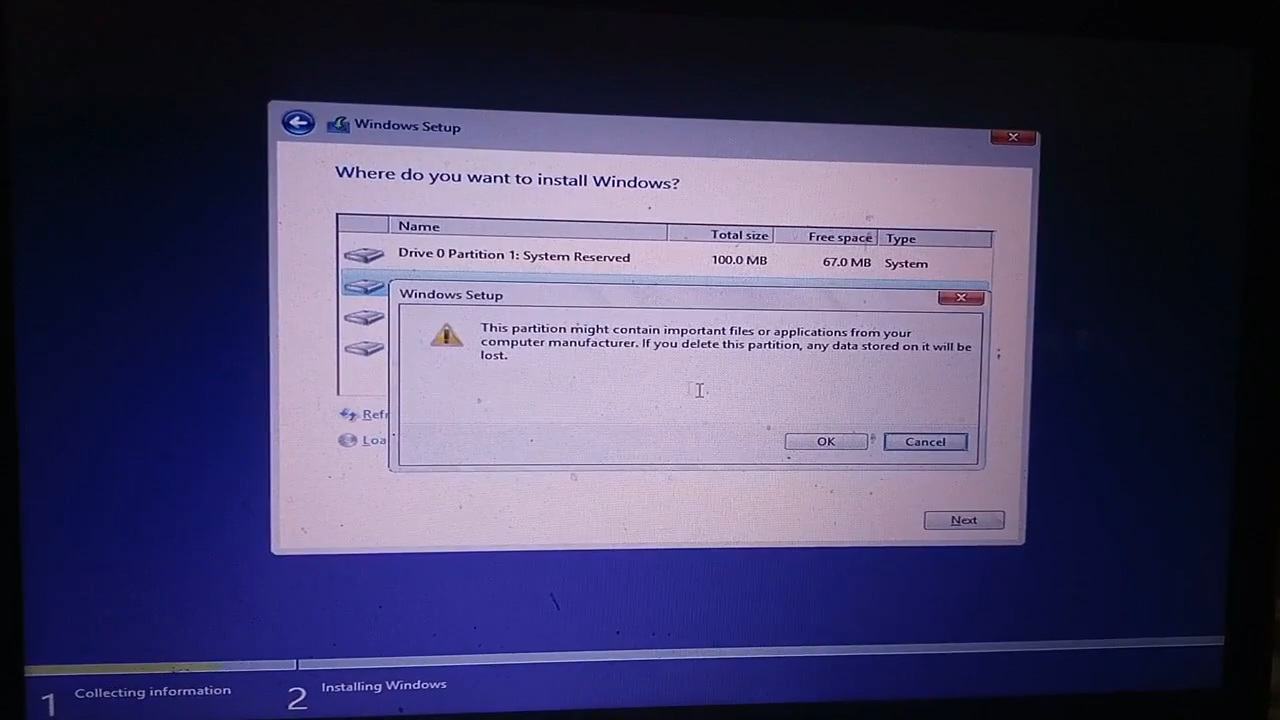 Windows Setup
Where do you want to install Windows?
Name Total size Free space Type
Drive 0 Partition 1: System Reserved 100.0 MB 67.0 MB System
Windows Setup
This partition might contain important files or applications from your
computer manufacturer. If you delete this partition, any data stored on it will be
lost.
Refr
Loa
OK Cancel
Next
1 Collecting information 2 Installing Windows